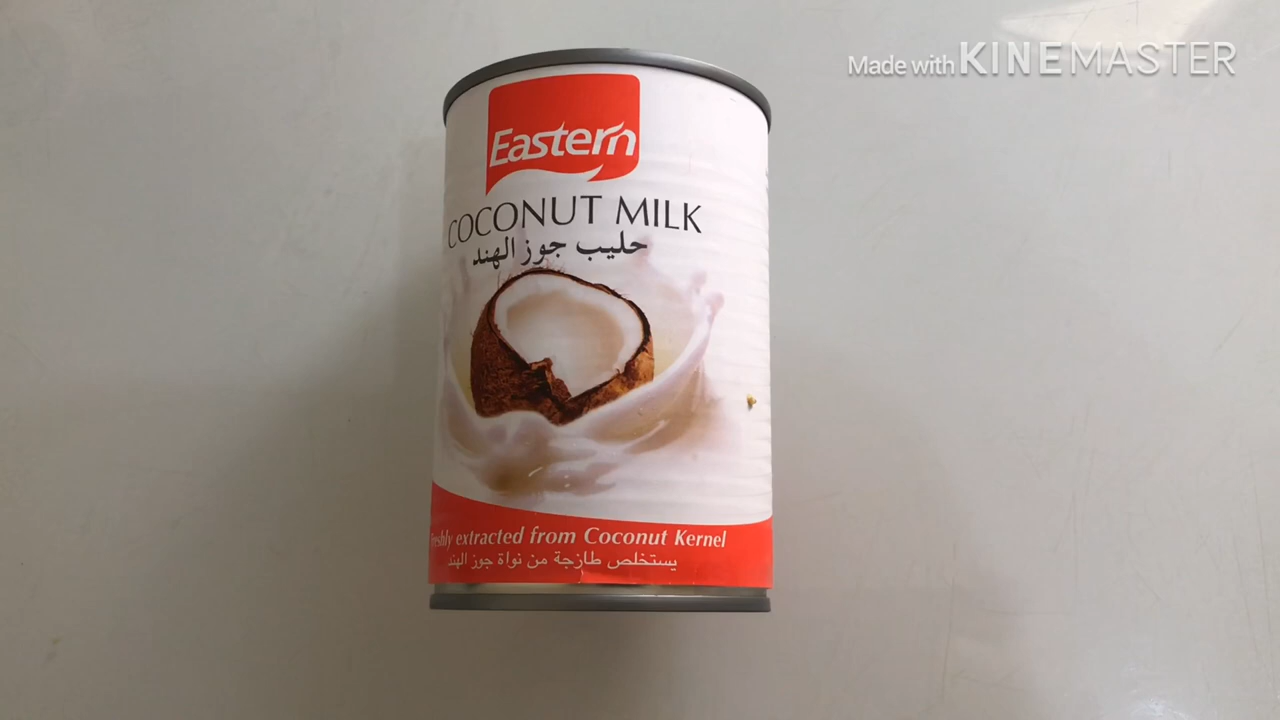 Made with KINEMASTER
Eastern
COCONUT MILK
حليب جوز الهند
Freshly extracted from Coconut Kernel
يستخلص طازجة من نواة جوز الهند